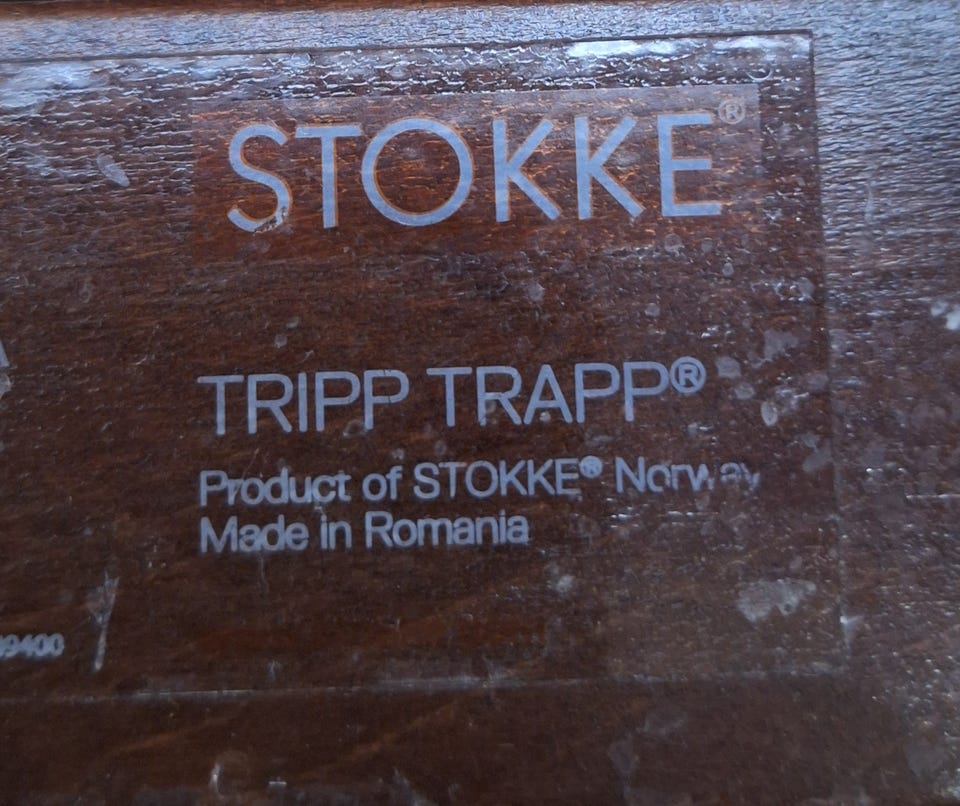 STOKKE®
TRIPP TRAPP®
Product of STOKKE® Norway
Made in Romania
9400